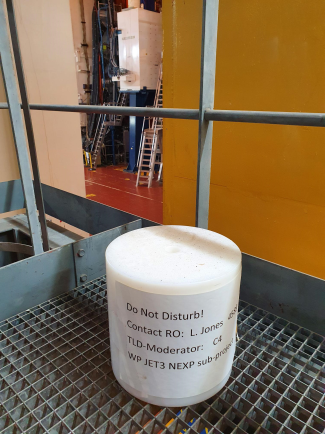 Do Not Disturb!
Contact RO: L. Jones
TLD-Moderator: C4
WP JET3 NEXP sub-project